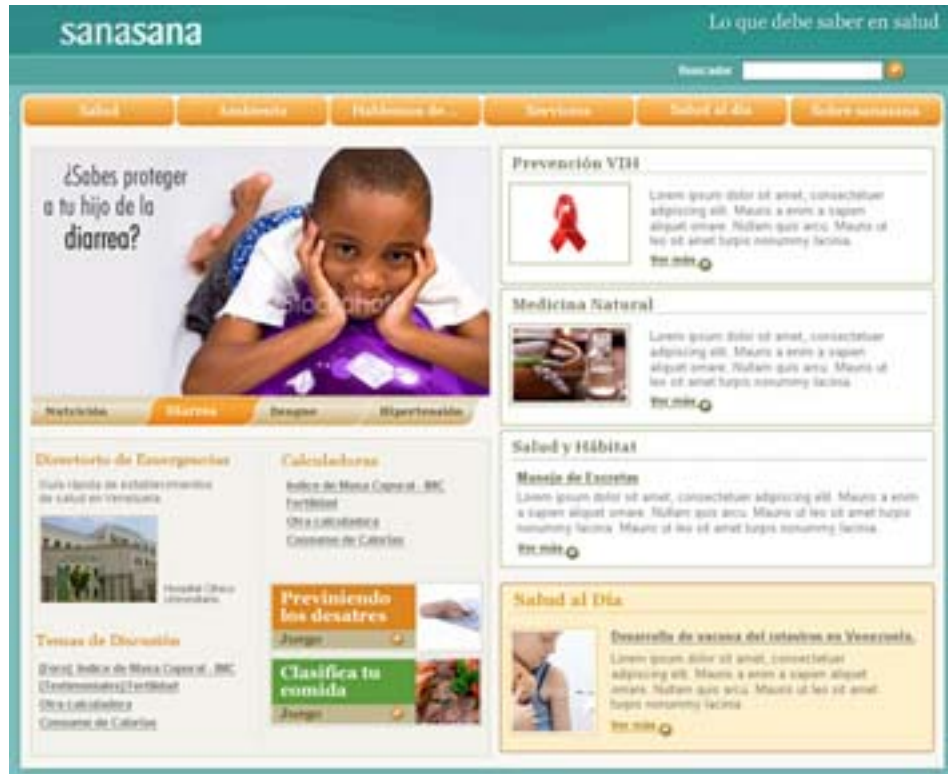 sanasana
Lo que debe saber en salud
Buscador
Salud
Ambiente
Hablemos de...
Servicios
Salud al día
Sobre sanasana
¿Sabes proteger
a tu hijo de la
diarrea?
Nutrición
Diarrea
Dengue
Hipertensión
Directorio de Emergencias
Guía rápida de establecimientos
de salud en Venezuela.
Hospital Clínico
Universitario.
Temas de Discusión
[Foro] Indice de Masa Coporal . IMC
[Testimoniales] Fertilidad
Otra calculadora
Consumo de Calorías
Calculadoras
Indice de Masa Coporal . IMC
Fertilidad
Otra calculadora
Consumo de Calorías
Previniendo
los desatres
Juego
Clasifica tu
comida
Juego
Prevención VIH
Lorem ipsum dolor sit amet, consectetuer
adipiscing elit. Mauris a enim a sapien
aliquet ornare. Nullam quis arcu. Mauris ut
leo sit amet turpis nonummy lacinia.
Ver más
Medicina Natural
Lorem ipsum dolor sit amet, consectetuer
adipiscing elit. Mauris a enim a sapien
aliquet ornare. Nullam quis arcu. Mauris ut
leo sit amet turpis nonummy lacinia.
Ver más
Salud y Hábitat
Manejo de Excretas
Lorem ipsum dolor sit amet, consectetuer adipiscing elit. Mauris a enim
a sapien aliquet ornare. Nullam quis arcu. Mauris ut leo sit amet turpis
nonummy lacinia. Mauris ut leo sit amet turpis nonummy lacinia.
Ver más
Salud al Día
Desarrollo de vacuna del rotavirus en Venezuela.
Lorem ipsum dolor sit amet, consectetuer
adipiscing elit. Mauris a enim a sapien aliquet
ornare. Nullam quis arcu. Mauris ut leo sit amet
turpis nonummy lacinia.
Ver más